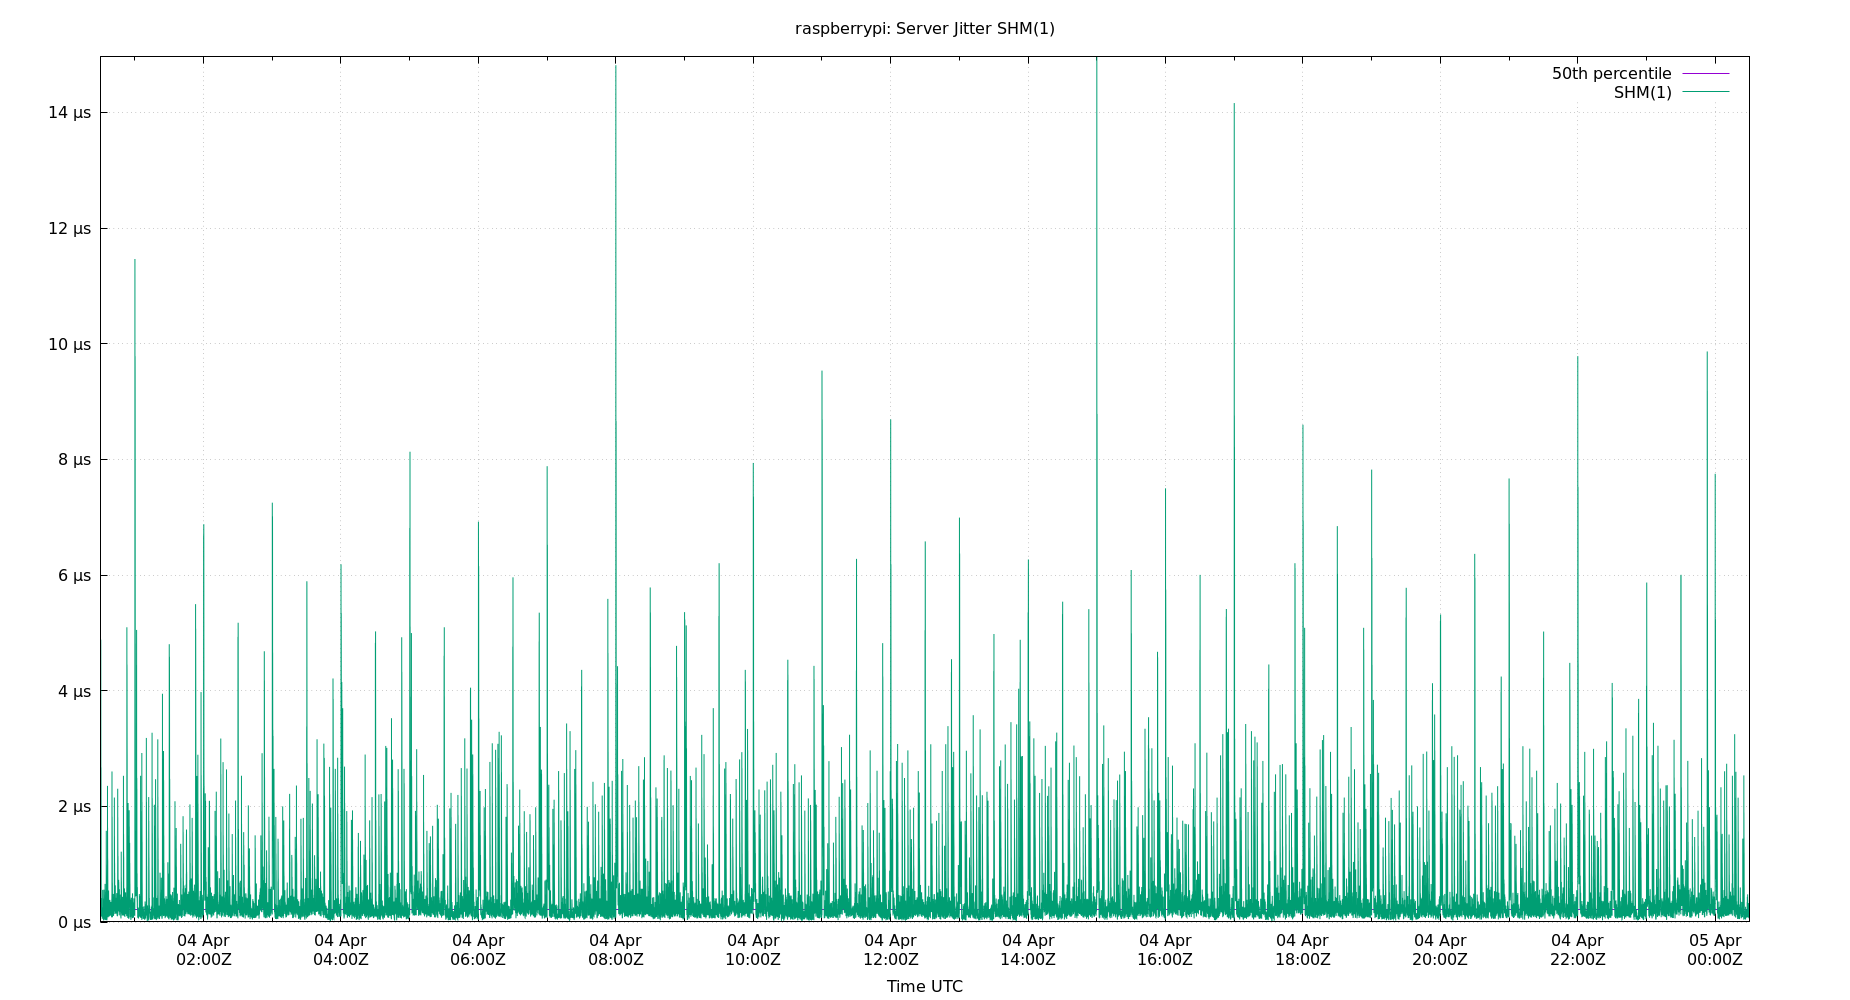 raspberrypi: Server Jitter SHM(1)
50th percentile
SHM(1)
14 µs
12 µs
10 µs
8 µs
6 µs
4 µs
2 µs
0 µs
04 Apr 04 Apr 04 Apr 04 Apr 04 Apr 04 Apr 04 Apr 04 Apr 04 Apr 04 Apr 04 Apr 05 Apr
02:00Z 04:00Z 06:00Z 08:00Z 10:00Z 12:00Z 14:00Z 16:00Z 18:00Z 20:00Z 22:00Z 00:00Z
Time UTC